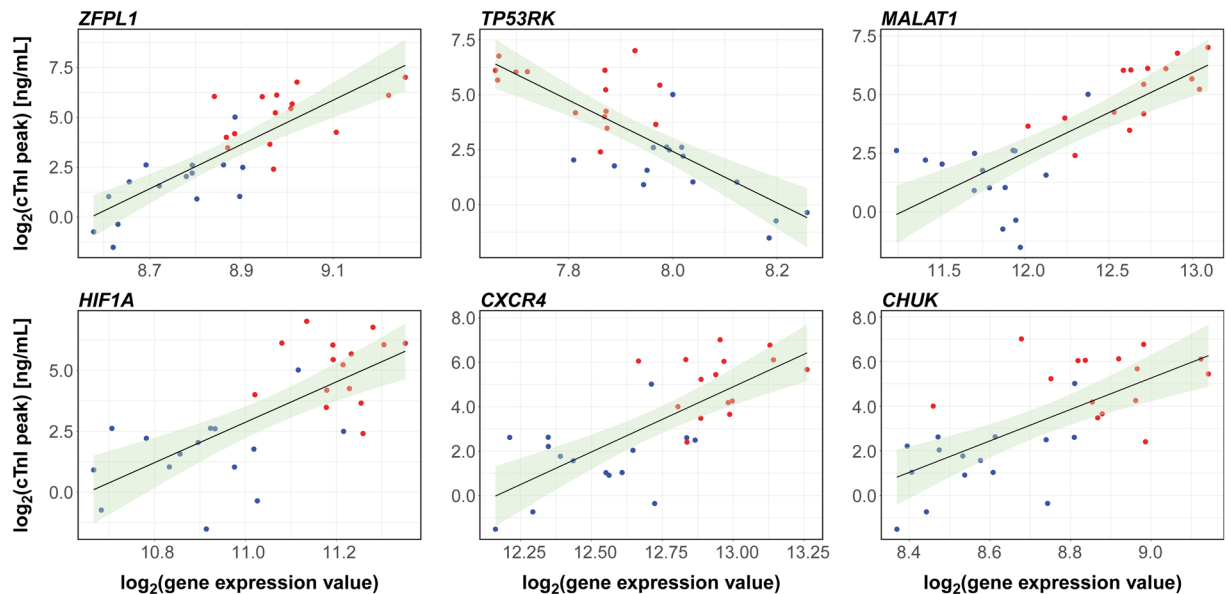 ZFPL1 TP53RK MALAT1
log2(cTnI peak) [ng/mL]
7.5 7.5 7.5
5.0 5.0 5.0
2.5 2.5 2.5
0.0 0.0 0.0
8.7 8.9 9.1 7.8 8.0 8.2 11.5 12.0 12.5 13.0
HIF1A CXCR4 CHUK
log2(cTnI peak) [ng/mL]
8.0 8.0
6.0 6.0
5.0
4.0 4.0
2.5
2.0 2.0
0.0 0.0 0.0
10.8 11.0 11.2 12.25 12.50 12.75 13.00 13.25 8.4 8.6 8.8 9.0
log2(gene expression value) log2(gene expression value) log2(gene expression value)